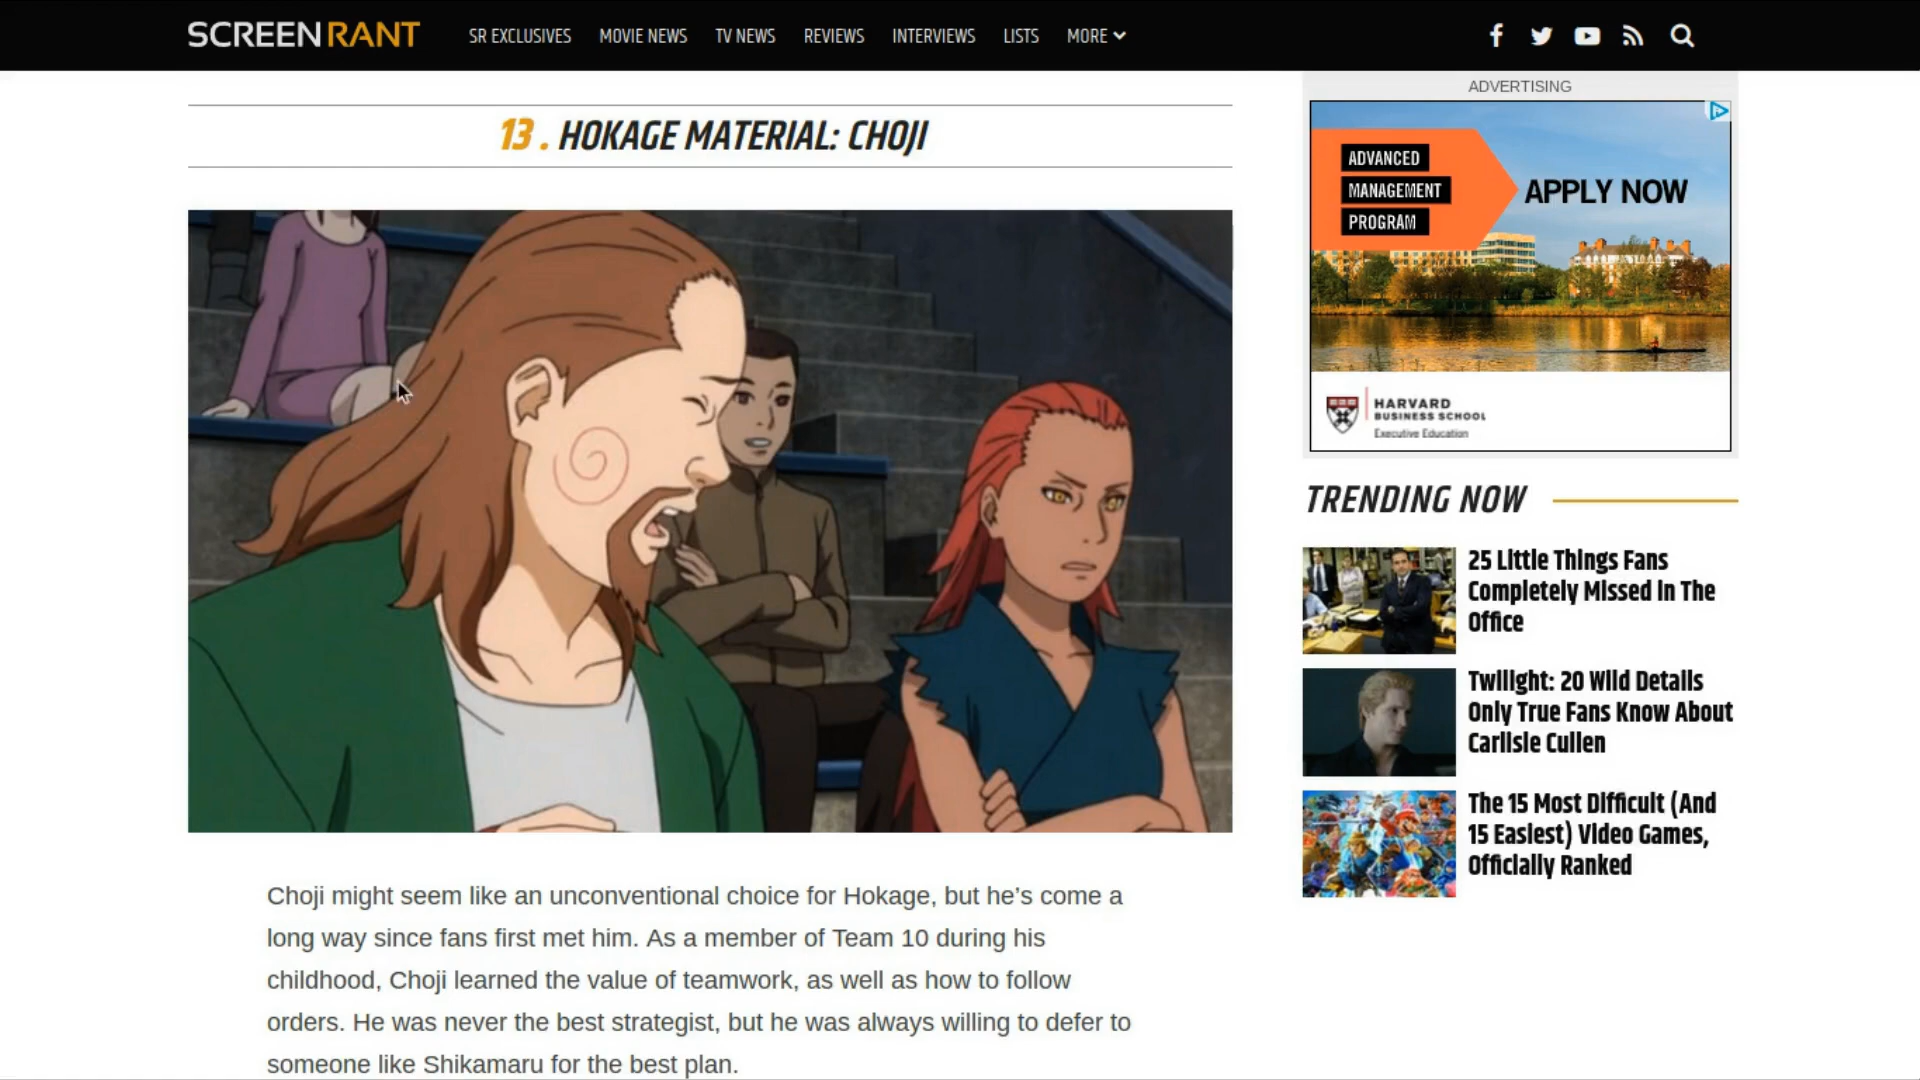 SCREENRANT
SR EXCLUSIVES MOVIE NEWS TV NEWS REVIEWS INTERVIEWS LISTS MORE
13 . HOKAGE MATERIAL: CHOJI
Choji might seem like an unconventional choice for Hokage, but he’s come a
long way since fans first met him. As a member of Team 10 during his
childhood, Choji learned the value of teamwork, as well as how to follow
orders. He was never the best strategist, but he was always willing to defer to
someone like Shikamaru for the best plan.
ADVERTISING
ADVANCED
MANAGEMENT
PROGRAM
APPLY NOW
HARVARD
BUSINESS SCHOOL
Executive Education
TRENDING NOW
25 Little Things Fans
Completely Missed In The
Office
Twilight: 20 Wild Details
Only True Fans Know About
Carlisle Cullen
The 15 Most Difficult (And
15 Easiest) Video Games,
Officially Ranked